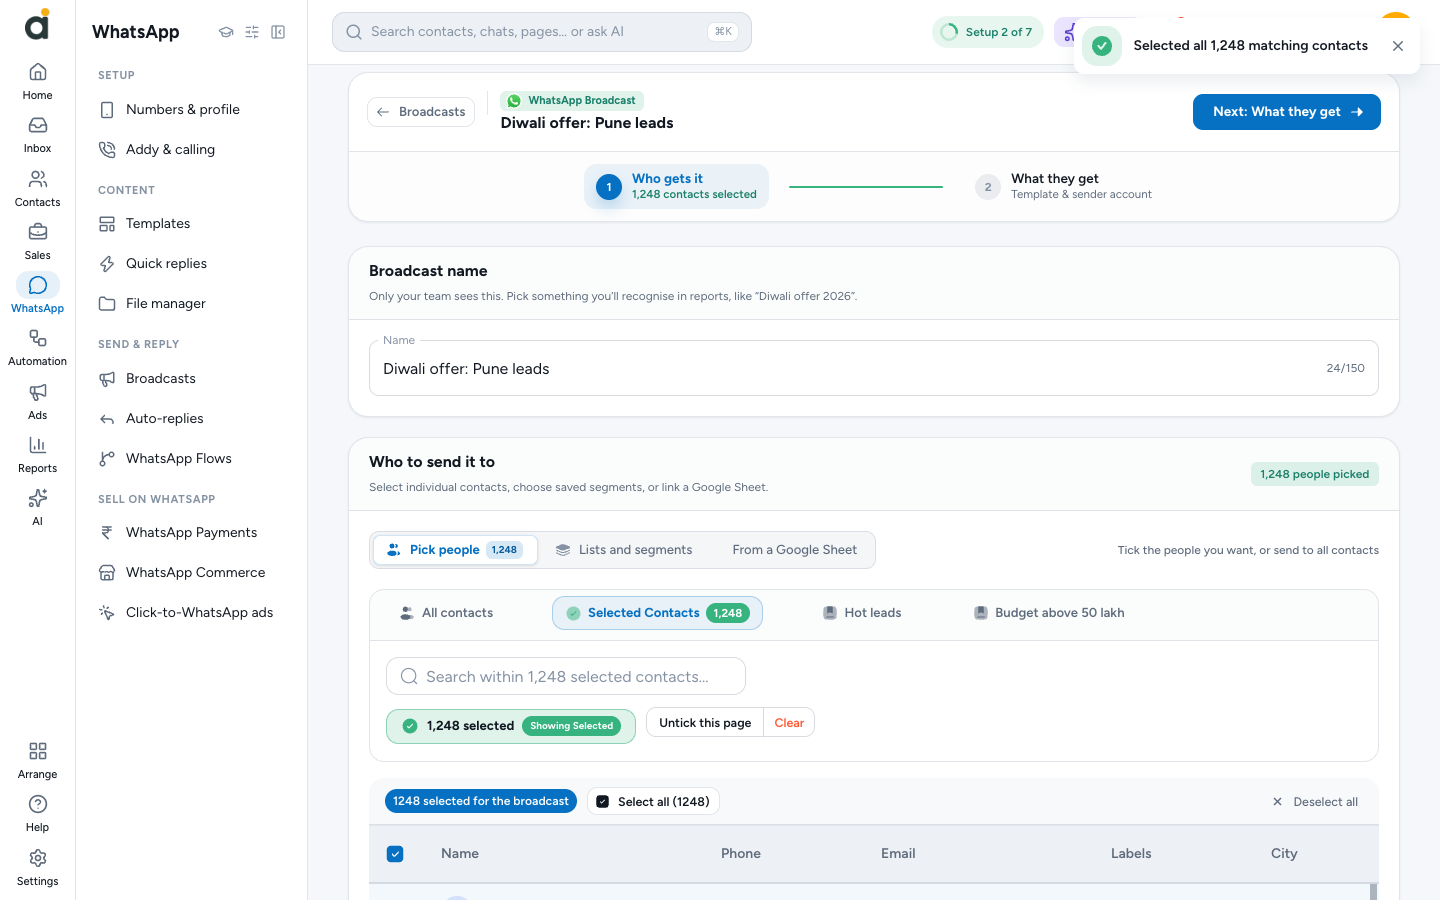 WhatsApp
Search contacts, chats, pages... or ask AI
⌘K
Setup 2 of 7
Selected all 1,248 matching contacts
Home
Inbox
Contacts
Sales
WhatsApp
Automation
Ads
Reports
AI
Arrange
Help
Settings
SETUP
Numbers & profile
Addy & calling
CONTENT
Templates
Quick replies
File manager
SEND & REPLY
Broadcasts
Auto-replies
WhatsApp Flows
SELL ON WHATSAPP
WhatsApp Payments
WhatsApp Commerce
Click-to-WhatsApp ads
Broadcasts
WhatsApp Broadcast
Diwali offer: Pune leads
Next: What they get
1
Who gets it
1,248 contacts selected
2
What they get
Template & sender account
Broadcast name
Only your team sees this. Pick something you'll recognise in reports, like “Diwali offer 2026”.
Name
Diwali offer: Pune leads
24/150
Who to send it to
Select individual contacts, choose saved segments, or link a Google Sheet.
1,248 people picked
Pick people 1,248
Lists and segments
From a Google Sheet
Tick the people you want, or send to all contacts
All contacts
Selected Contacts 1,248
Hot leads
Budget above 50 lakh
Search within 1,248 selected contacts...
1,248 selected Showing Selected
Untick this page
Clear
1248 selected for the broadcast
Select all (1248)
Deselect all
Name Phone Email Labels City